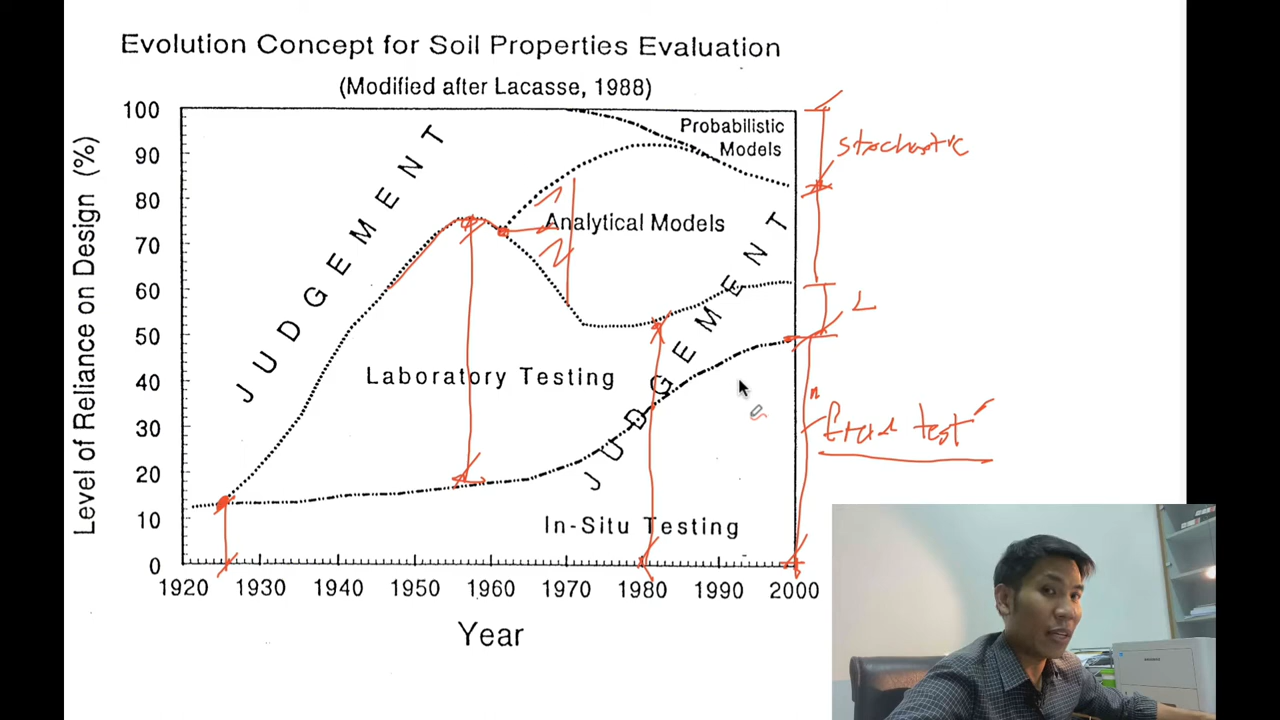 Evolution Concept for Soil Properties Evaluation
(Modified after Lacasse, 1988)
Level of Reliance on Design (%)
100
90
80
70
60
50
40
30
20
10
0
1920 1930 1940 1950 1960 1970 1980 1990 2000
Year
JUDGEMENT
Probabilistic
Models
Analytical Models
Laboratory Testing
JUDGEMENT
In-Situ Testing
stochastic
L
test